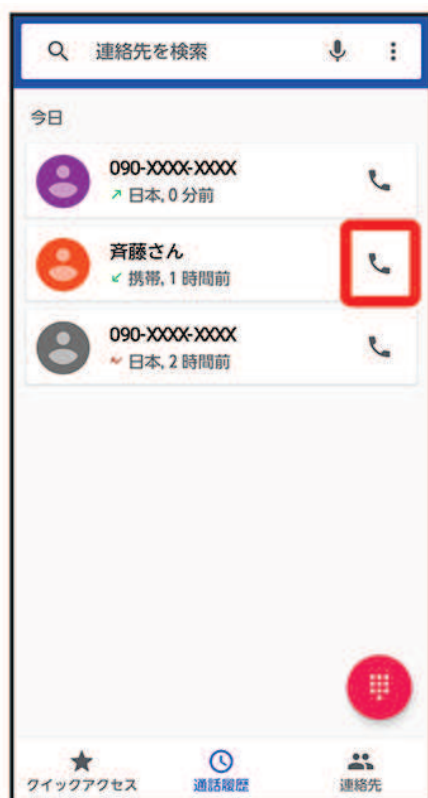 連絡先を検索
今日
090-XXXX-XXXX
日本, 0 分前
斉藤さん
携帯, 1 時間前
090-XXXX-XXXX
日本, 2 時間前
クイックアクセス 通話履歴 連絡先